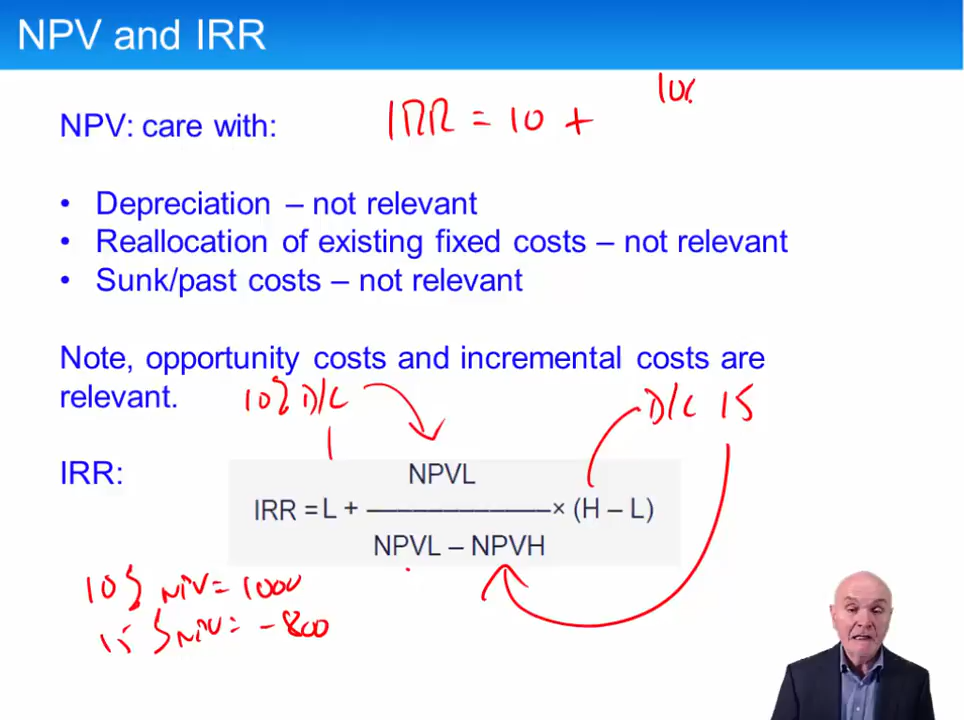 NPV and IRR
NPV: care with:
IRR = 10 +
100
• Depreciation – not relevant
• Reallocation of existing fixed costs – not relevant
• Sunk/past costs – not relevant
Note, opportunity costs and incremental costs are
relevant.
10% D/C
D/C 15
IRR:
NPVL
IRR = L + ――――― × (H – L)
NPVL – NPVH
10% NPV = 1000
15% NPV = -800